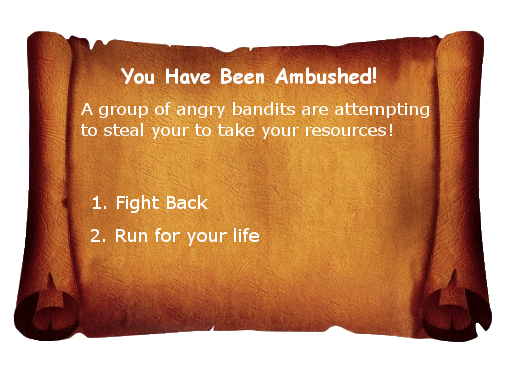 You Have Been Ambushed!
A group of angry bandits are attempting
to steal your to take your resources!
1. Fight Back
2. Run for your life